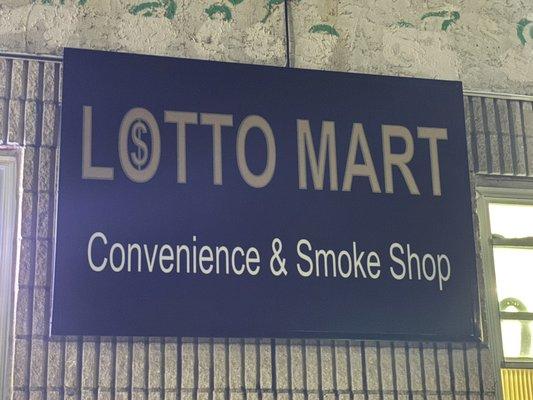 LOTTO MART
Convenience & Smoke Shop